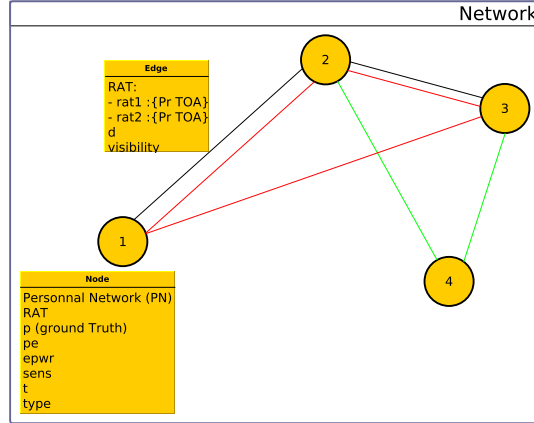 Network
Edge
RAT:
- rat1 :{Pr TOA}
- rat2 :{Pr TOA}
d
visibility
2
3
1
4
Node
Personnal Network (PN)
RAT
p (ground Truth)
pe
epwr
sens
t
type